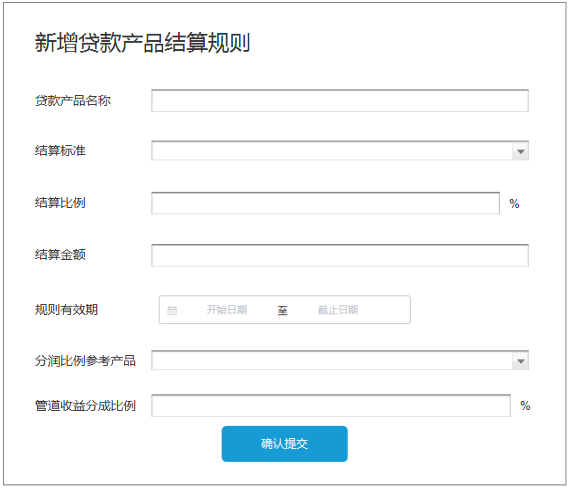 新增贷款产品结算规则
贷款产品名称
结算标准
结算比例 %
结算金额
规则有效期 开始日期 至 截止日期
分润比例参考产品
管道收益分成比例 %
确认提交